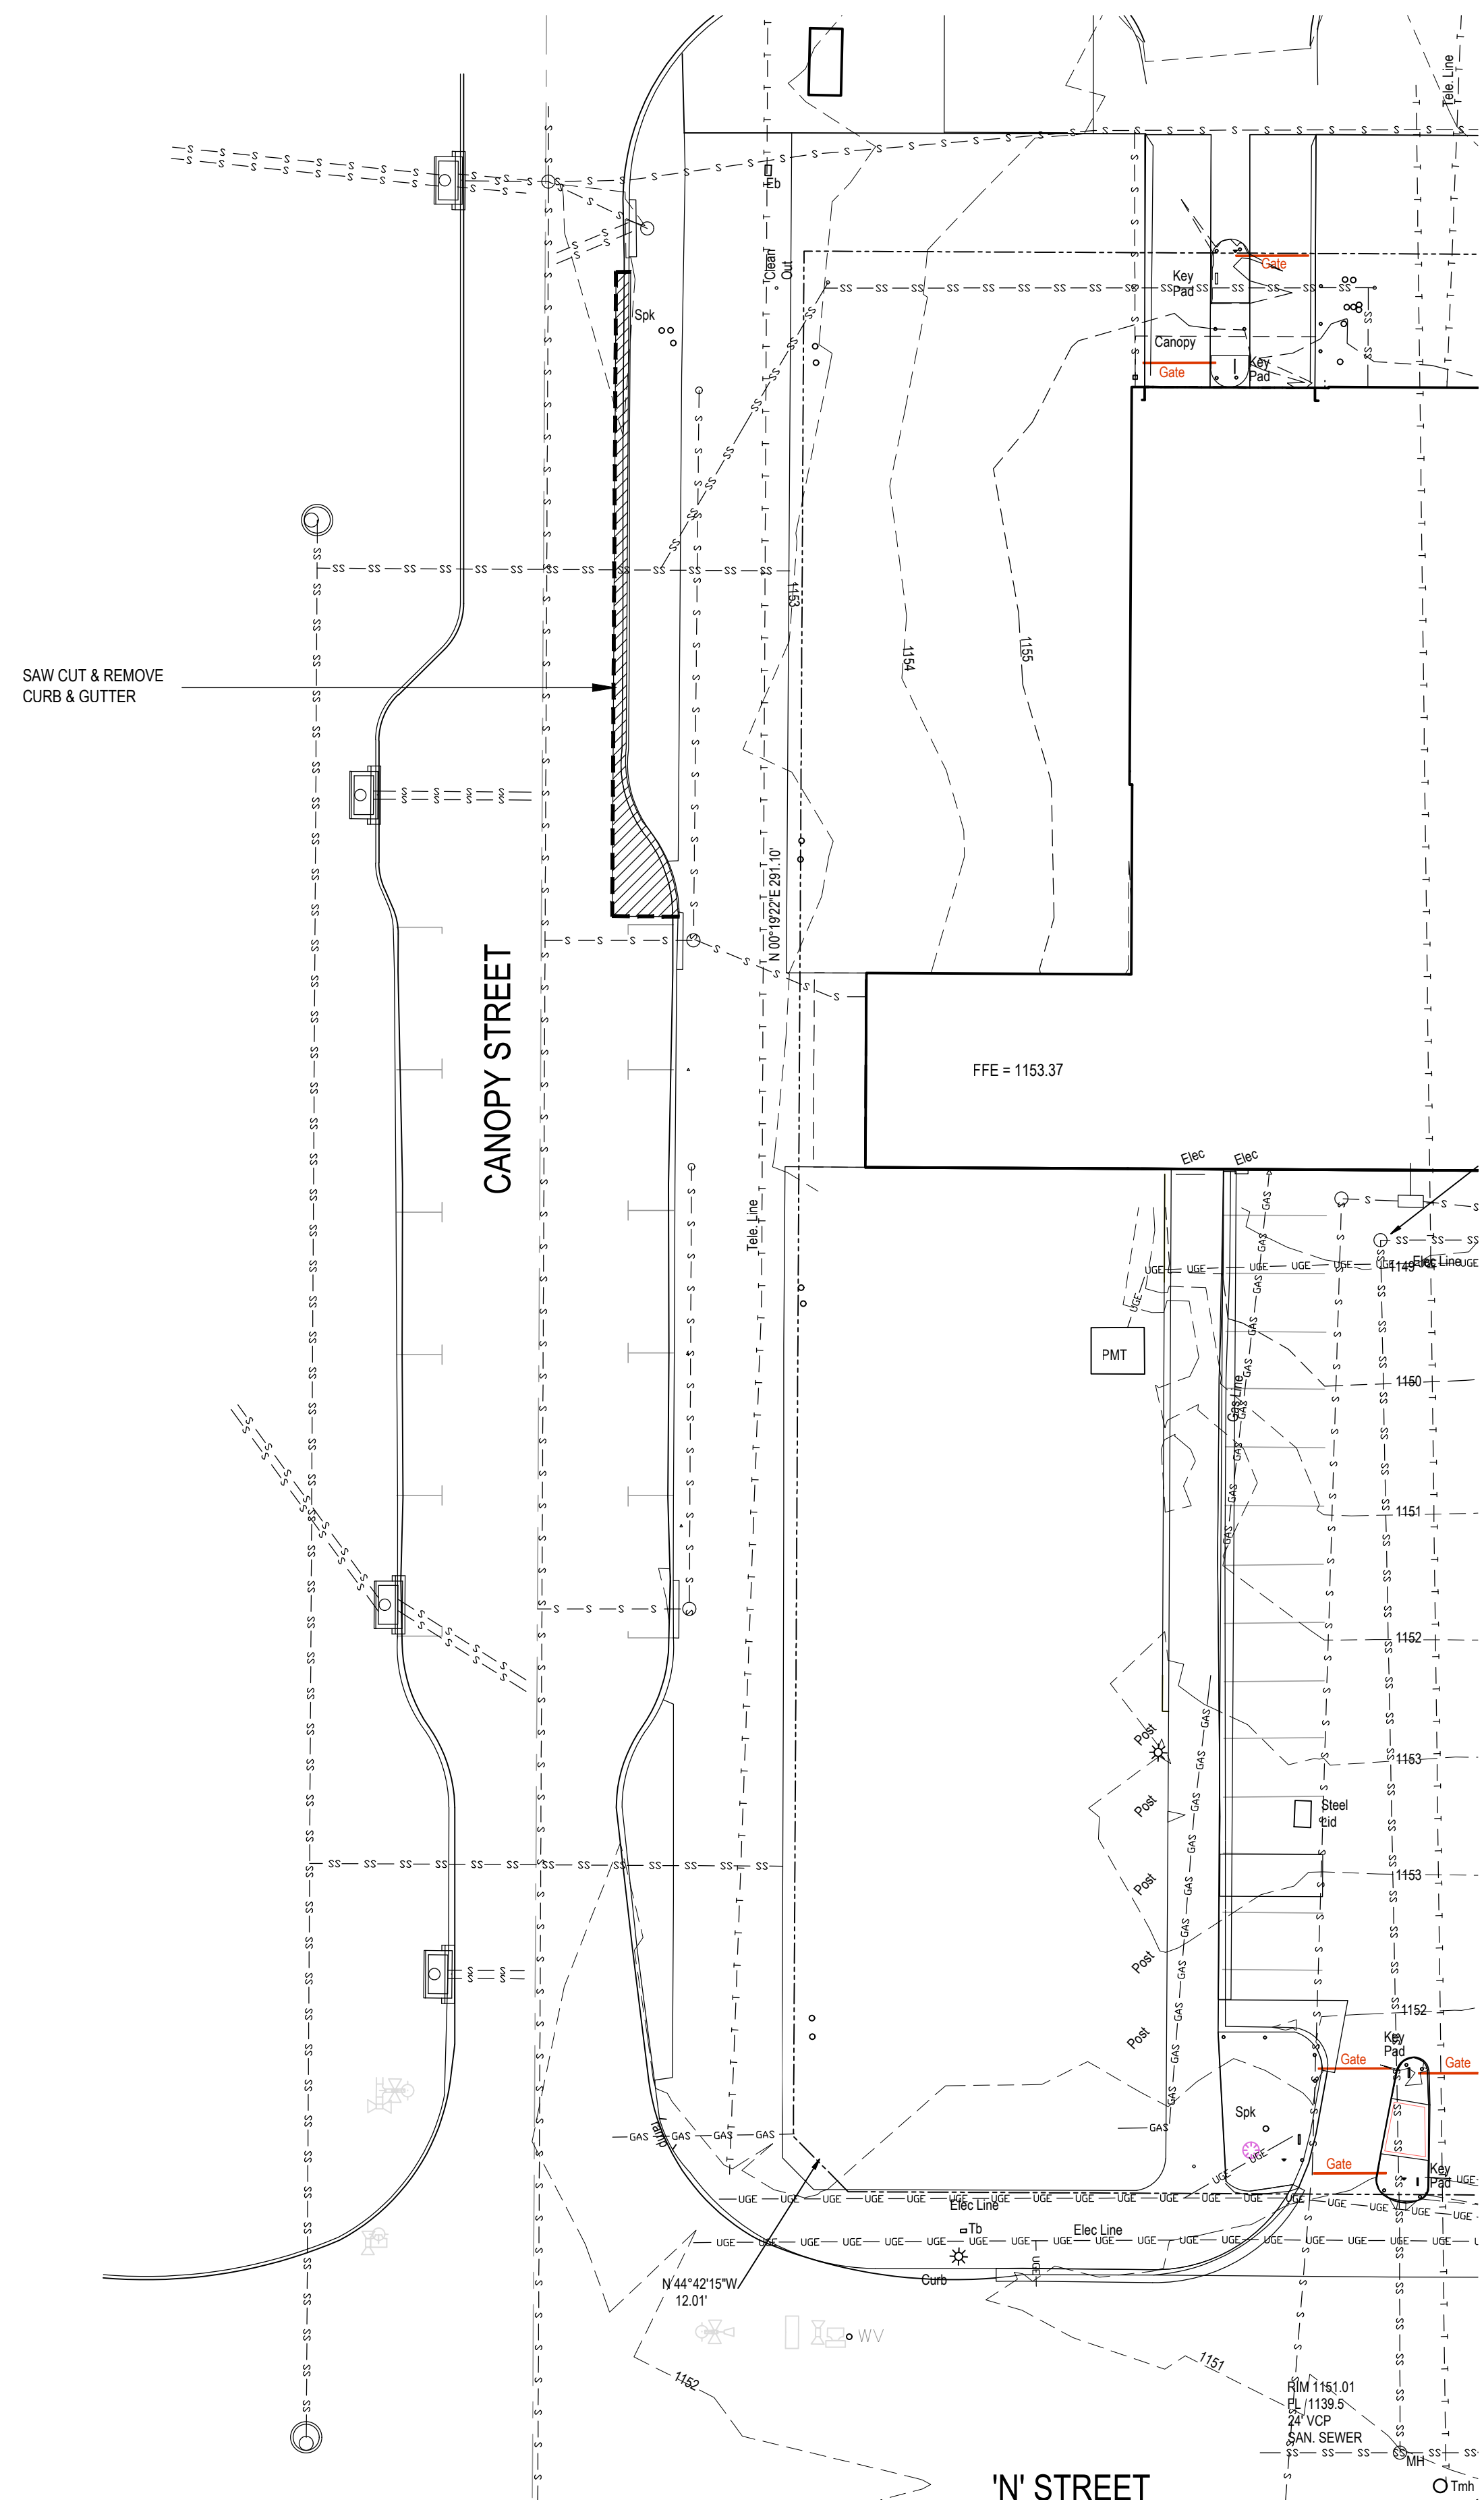 Tele. Line
Eb
Clean
Out
Gate
Key
Pad
Spk
Canopy
Key
Pad
Gate
1153
1154
1155
SAW CUT & REMOVE
CURB & GUTTER
N 00°19'22"E 291.10'
CANOPY STREET
FFE = 1153.37
Elec
Elec
Tele. Line
1149
Elec Line
PMT
1150
Gas Line
1151
1152
Post
1153
Post
Steel
Lid
1153
Post
Post
1152
Post
Key
Pad
Gate
Gate
Spk
ramp
Gate
Key
Pad
Elec Line
Tb
Elec Line
Curb
N 44°42'15"W
12.01'
WV
1151
1152
RIM 1151.01
FL 1139.5
24" VCP
SAN. SEWER
MH
'N' STREET
Tmh
S
SS
T
GAS
UGE